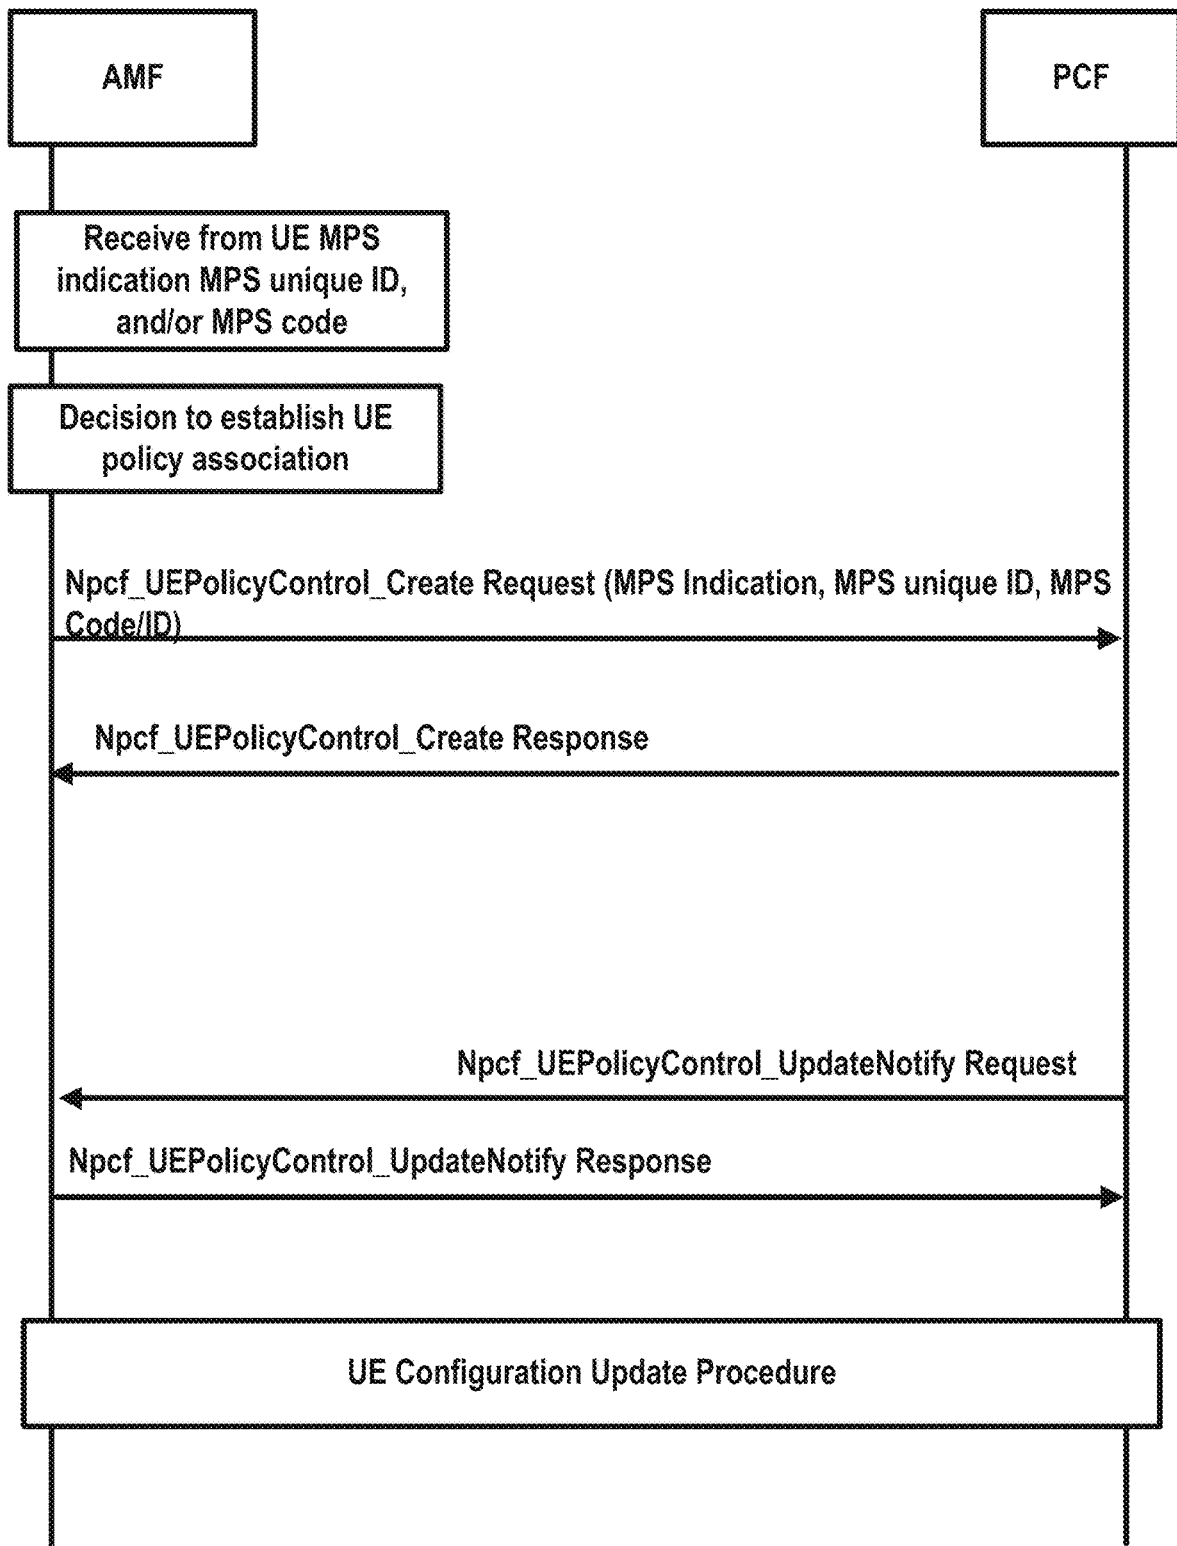 AMF
PCF
Receive from UE MPS
indication MPS unique ID,
and/or MPS code
Decision to establish UE
policy association
Npcf_UEPolicyControl_Create Request (MPS Indication, MPS unique ID, MPS
Code/ID)
Npcf_UEPolicyControl_Create Response
Npcf_UEPolicyControl_UpdateNotify Request
Npcf_UEPolicyControl_UpdateNotify Response
UE Configuration Update Procedure